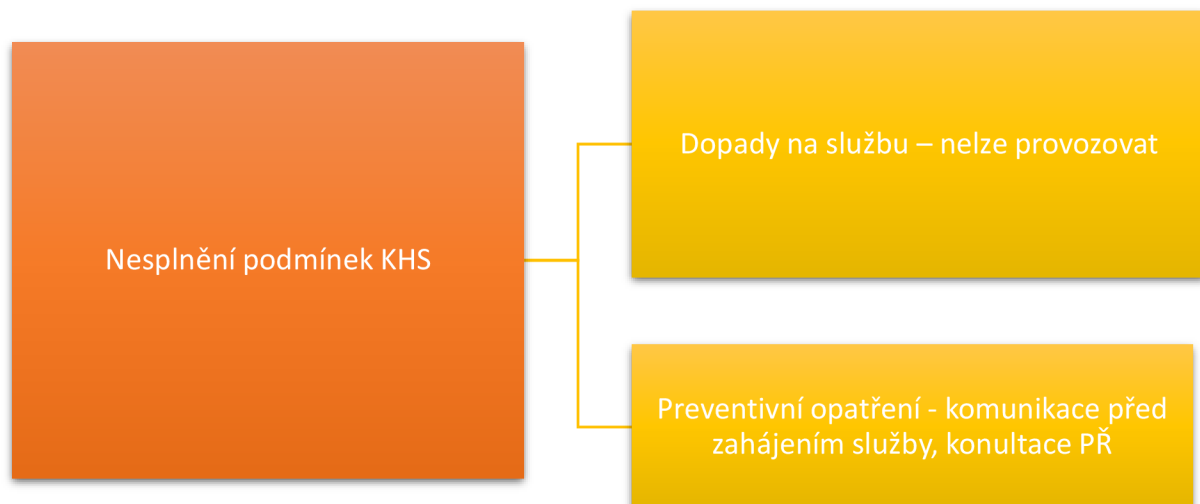 Nesplnění podmínek KHS
Dopady na službu – nelze provozovat
Preventivní opatření - komunikace před
zahájením služby, konultace PŘ